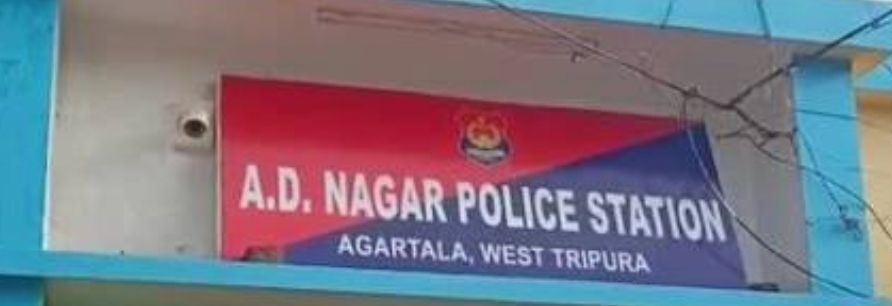 A.D. NAGAR POLICE STATION
AGARTALA, WEST TRIPURA